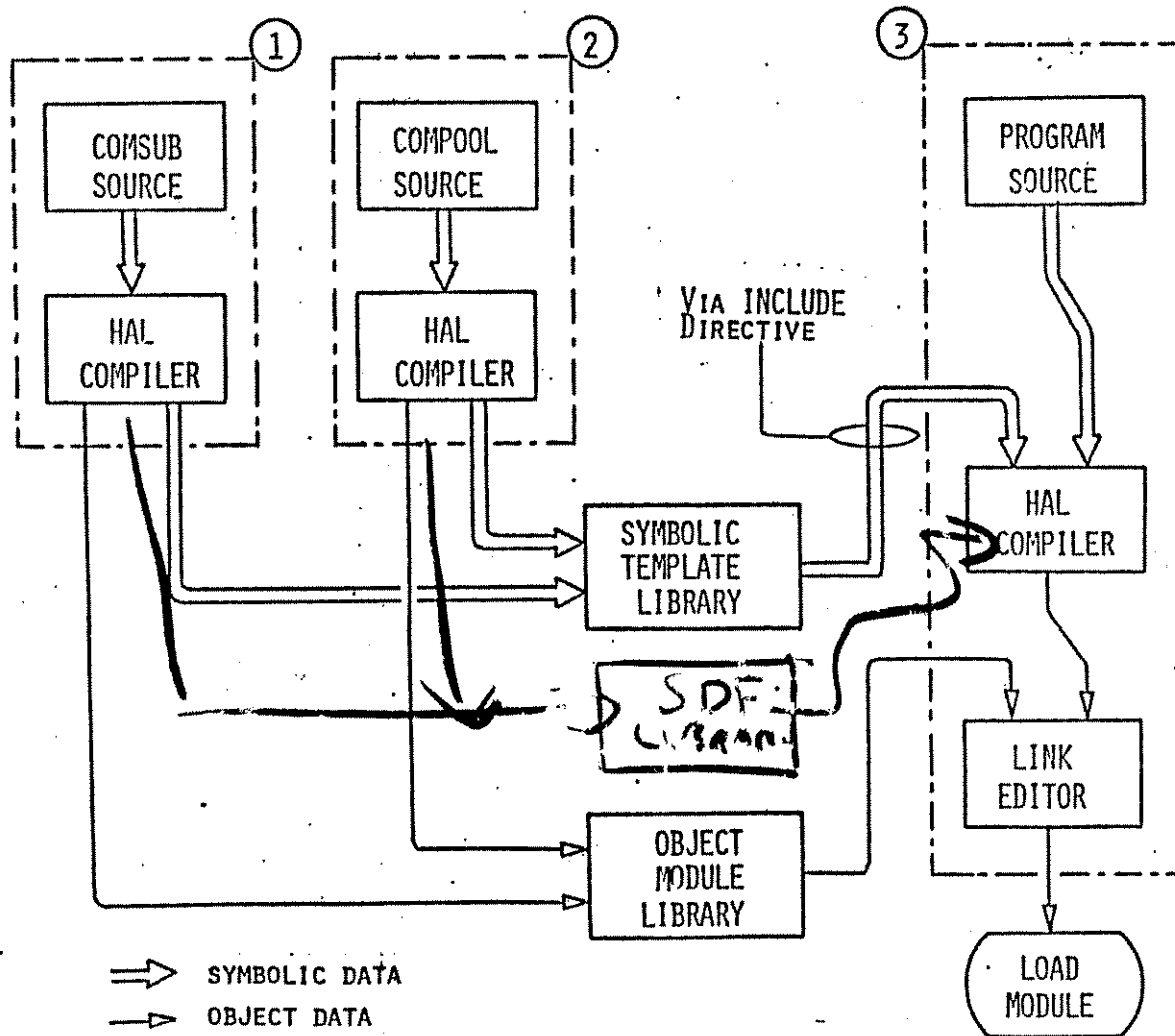 1
2
3
COMSUB
SOURCE
COMPOOL
SOURCE
PROGRAM
SOURCE
HAL
COMPILER
HAL
COMPILER
VIA INCLUDE
DIRECTIVE
HAL
COMPILER
SYMBOLIC
TEMPLATE
LIBRARY
SDF
LIBRARY
LINK
EDITOR
OBJECT
MODULE
LIBRARY
LOAD
MODULE
SYMBOLIC DATA
OBJECT DATA